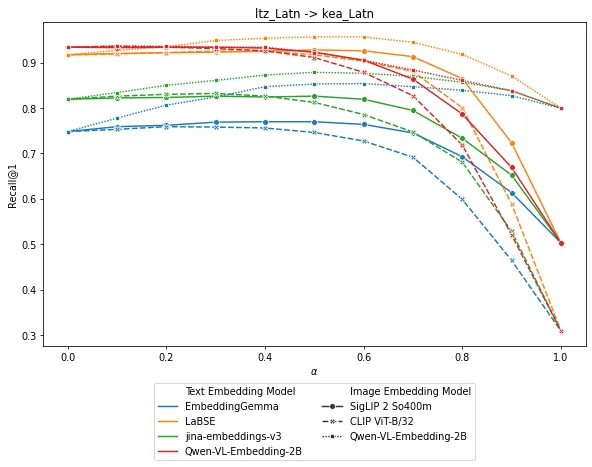 ltz_Latn -> kea_Latn
Recall@1
0.9
0.8
0.7
0.6
0.5
0.4
0.3
0.0
0.2
0.4
0.6
0.8
1.0
α
Text Embedding Model
EmbeddingGemma
LaBSE
jina-embeddings-v3
Qwen-VL-Embedding-2B
Image Embedding Model
SigLIP 2 So400m
CLIP ViT-B/32
Qwen-VL-Embedding-2B